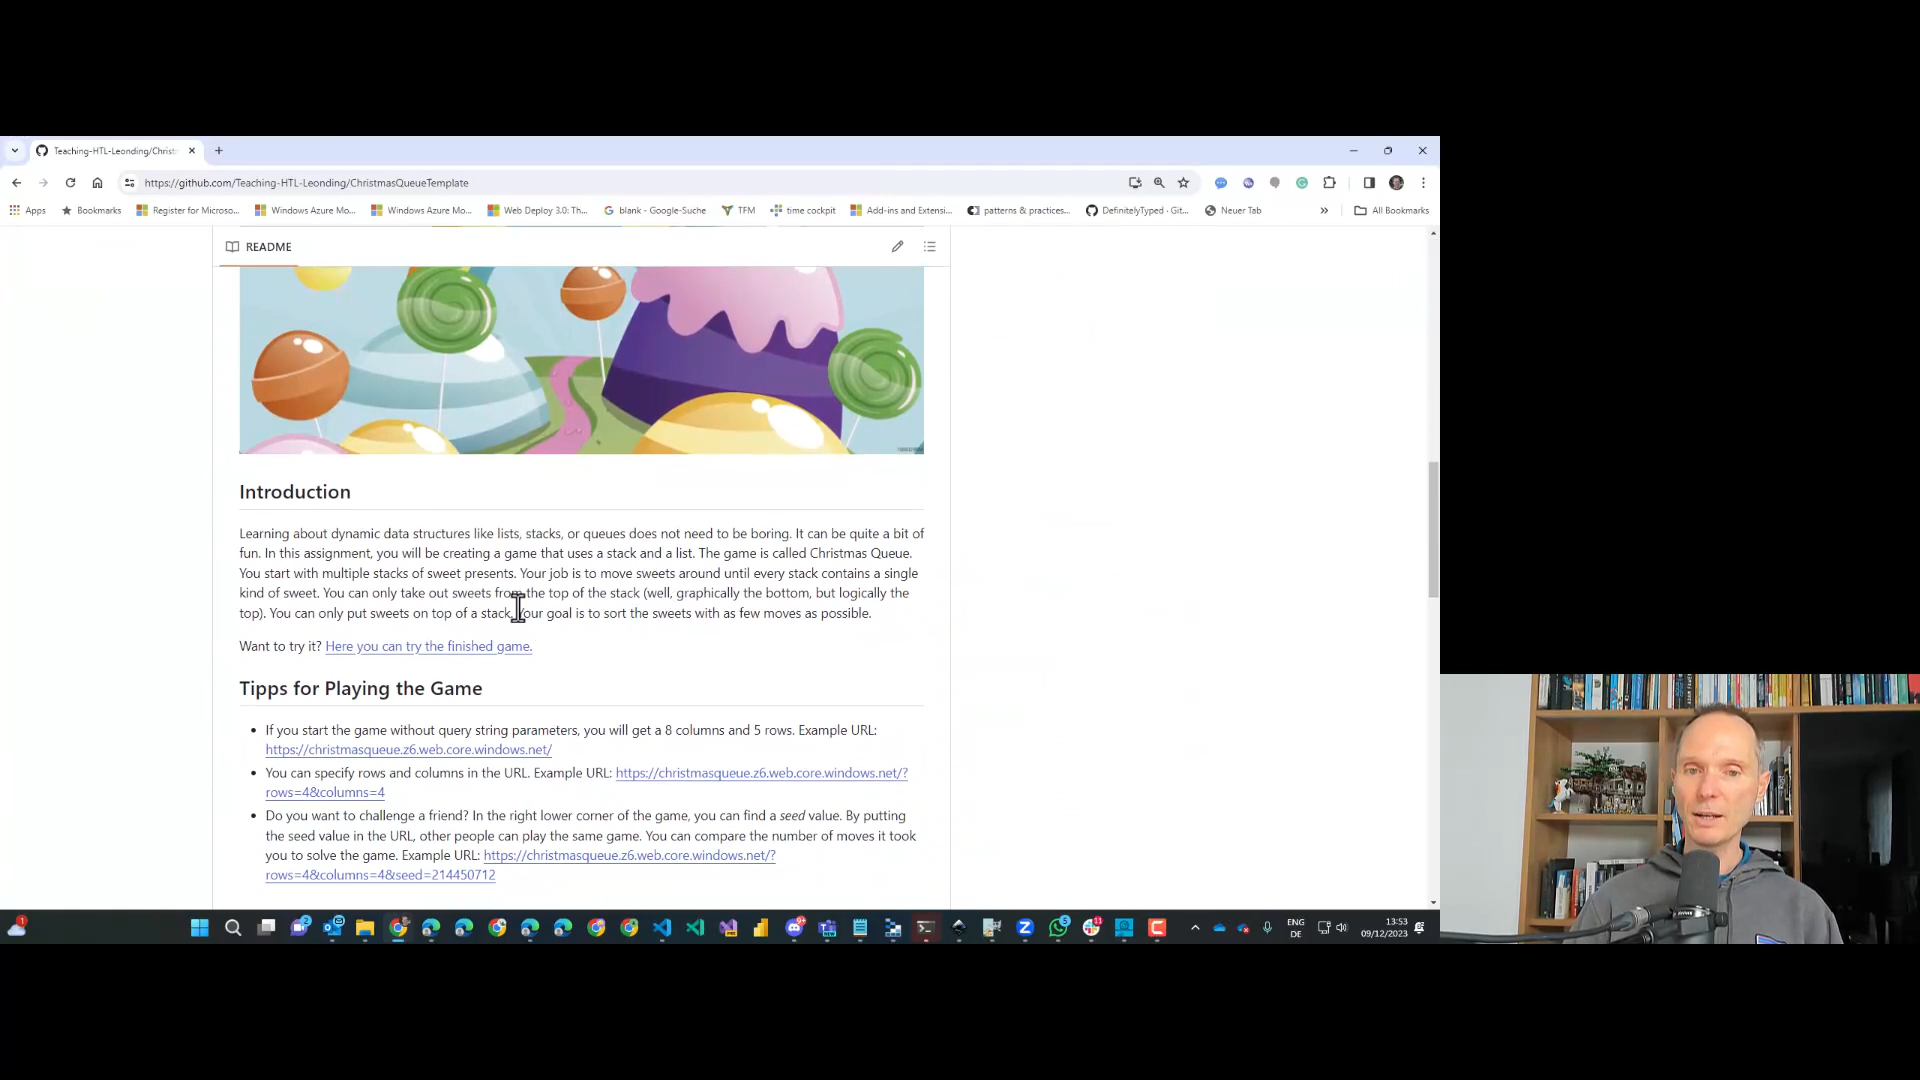 Teaching-HTL-Leonding/Christ
https://github.com/Teaching-HTL-Leonding/ChristmasQueueTemplate
Apps Bookmarks Register for Microso... Windows Azure Mo... Windows Azure Mo... Web Deploy 3.0: Th... blank - Google-Suche TFM time cockpit Add-ins and Extensi... patterns & practices... DefinitelyTyped · Git... Neuer Tab » All Bookmarks
README
Introduction
Learning about dynamic data structures like lists, stacks, or queues does not need to be boring. It can be quite a bit of
fun. In this assignment, you will be creating a game that uses a stack and a list. The game is called Christmas Queue.
You start with multiple stacks of sweet presents. Your job is to move sweets around until every stack contains a single
kind of sweet. You can only take out sweets from the top of the stack (well, graphically the bottom, but logically the
top). You can only put sweets on top of a stack. Your goal is to sort the sweets with as few moves as possible.
Want to try it? Here you can try the finished game.
Tipps for Playing the Game
• If you start the game without query string parameters, you will get a 8 columns and 5 rows. Example URL:
https://christmasqueue.z6.web.core.windows.net/
• You can specify rows and columns in the URL. Example URL: https://christmasqueue.z6.web.core.windows.net/?
rows=4&columns=4
• Do you want to challenge a friend? In the right lower corner of the game, you can find a seed value. By putting
the seed value in the URL, other people can play the same game. You can compare the number of moves it took
you to solve the game. Example URL: https://christmasqueue.z6.web.core.windows.net/?
rows=4&columns=4&seed=214450712
ENG
DE
13:53
09/12/2023